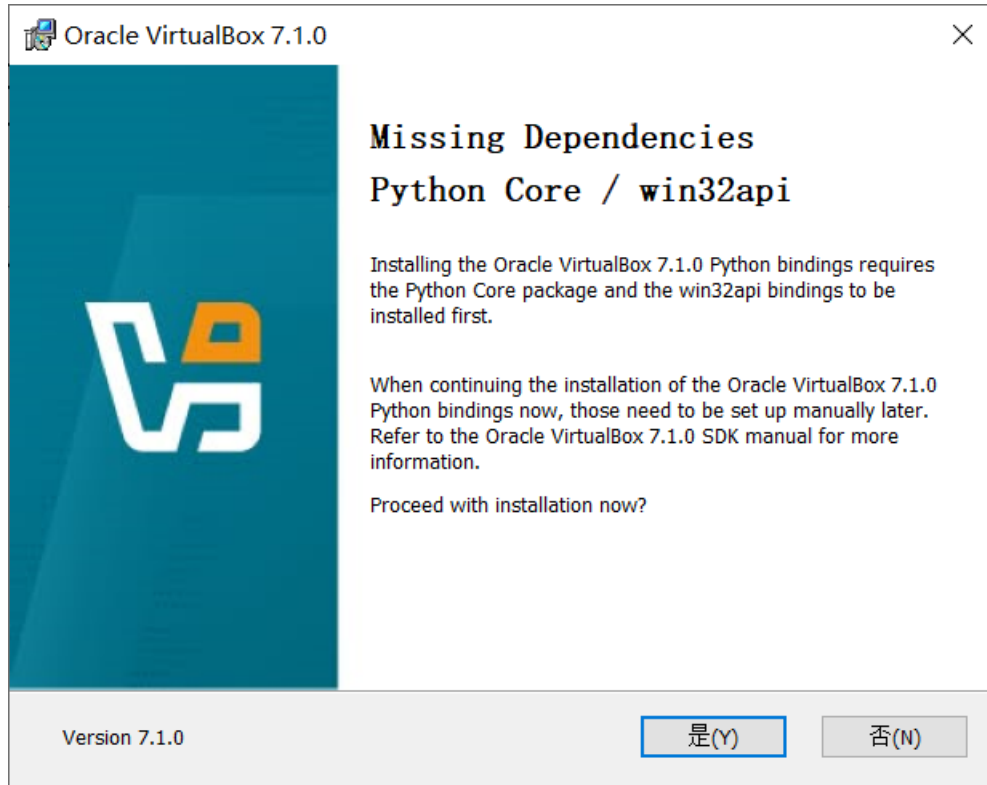 Oracle VirtualBox 7.1.0
Missing Dependencies
Python Core / win32api
Installing the Oracle VirtualBox 7.1.0 Python bindings requires
the Python Core package and the win32api bindings to be
installed first.
When continuing the installation of the Oracle VirtualBox 7.1.0
Python bindings now, those need to be set up manually later.
Refer to the Oracle VirtualBox 7.1.0 SDK manual for more
information.
Proceed with installation now?
Version 7.1.0
是(Y)
否(N)